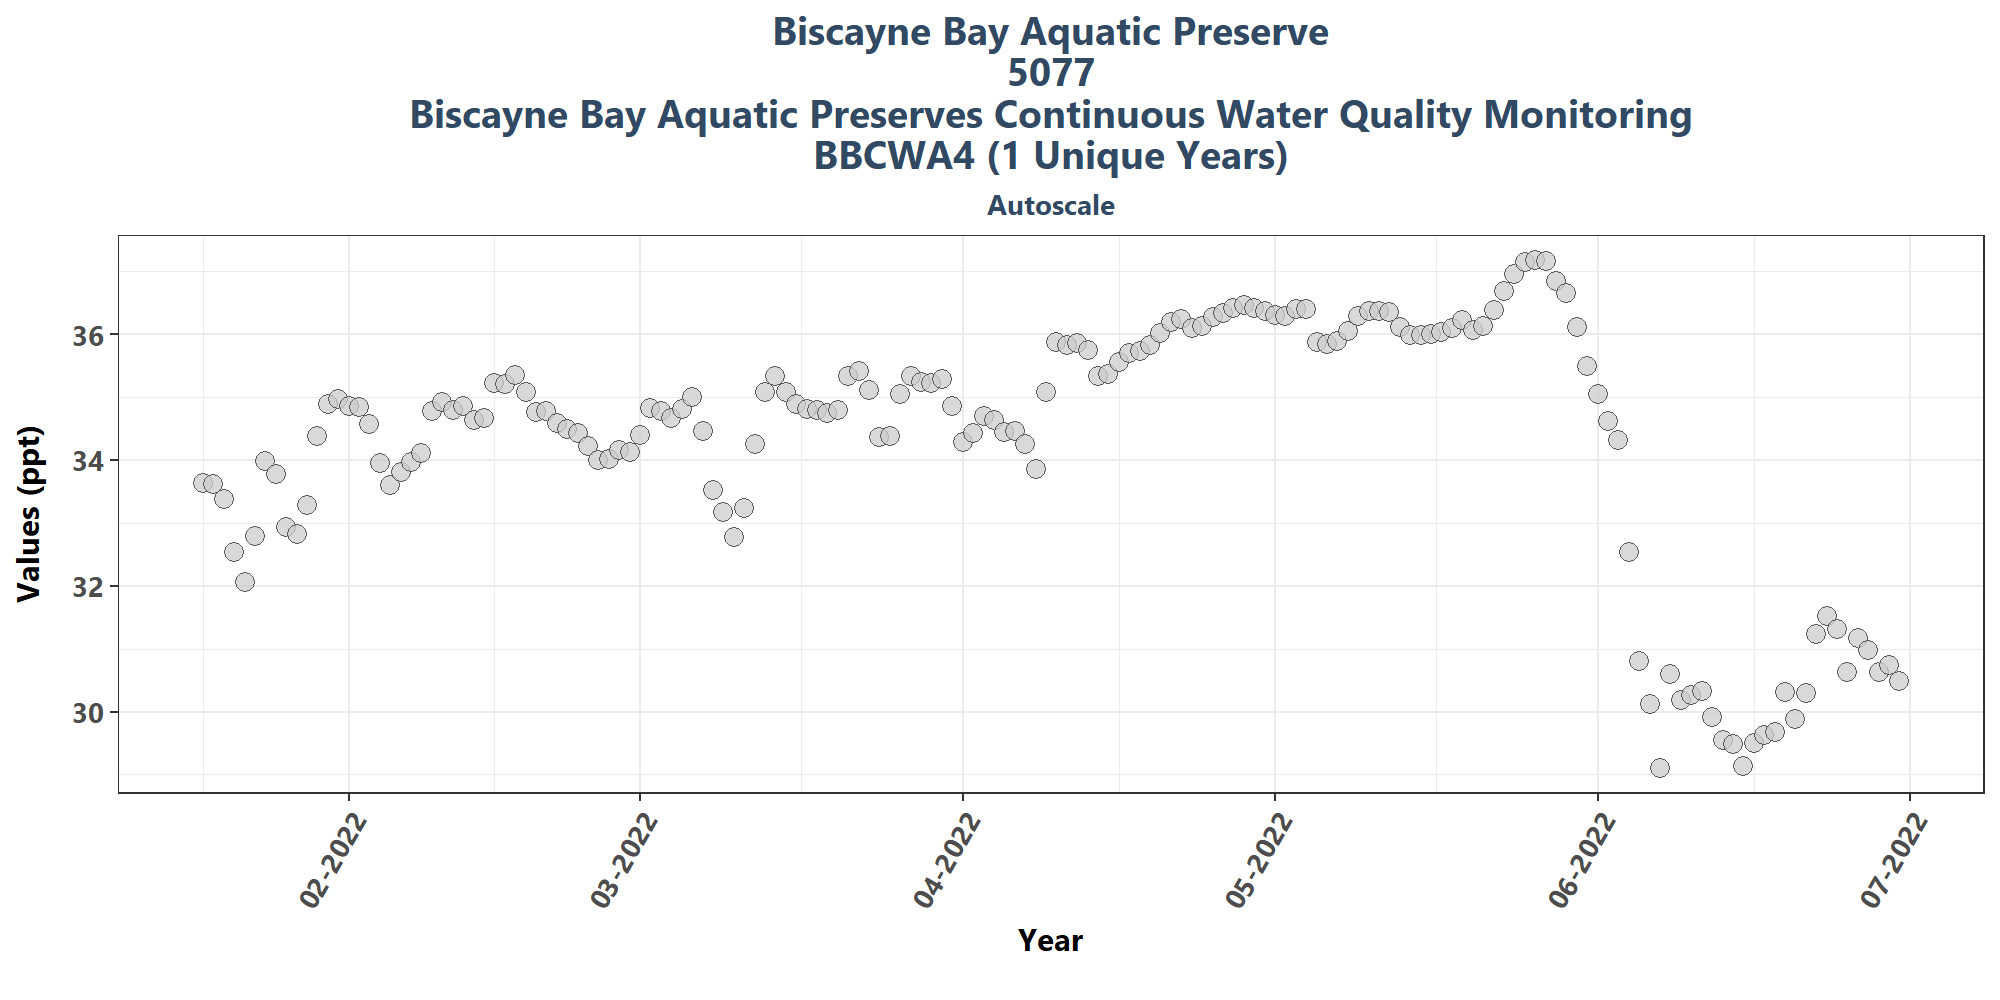 Biscayne Bay Aquatic Preserve
5077
Biscayne Bay Aquatic Preserves Continuous Water Quality Monitoring
BBCWA4 (1 Unique Years)
Autoscale
Values (ppt)
36
34
32
30
02-2022
03-2022
04-2022
05-2022
06-2022
07-2022
Year